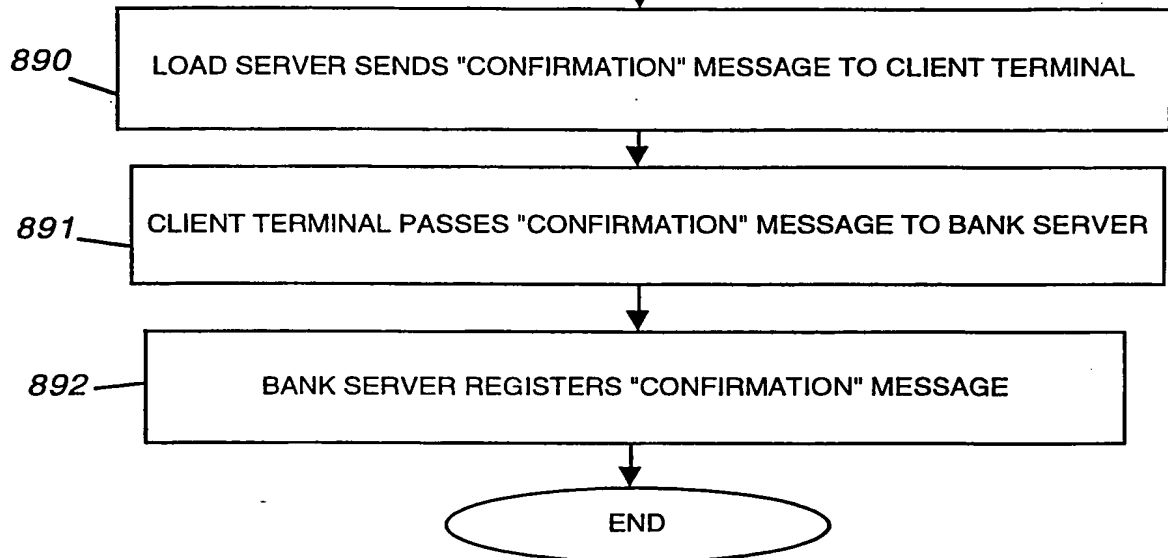 890
LOAD SERVER SENDS "CONFIRMATION" MESSAGE TO CLIENT TERMINAL
891
CLIENT TERMINAL PASSES "CONFIRMATION" MESSAGE TO BANK SERVER
892
BANK SERVER REGISTERS "CONFIRMATION" MESSAGE
END